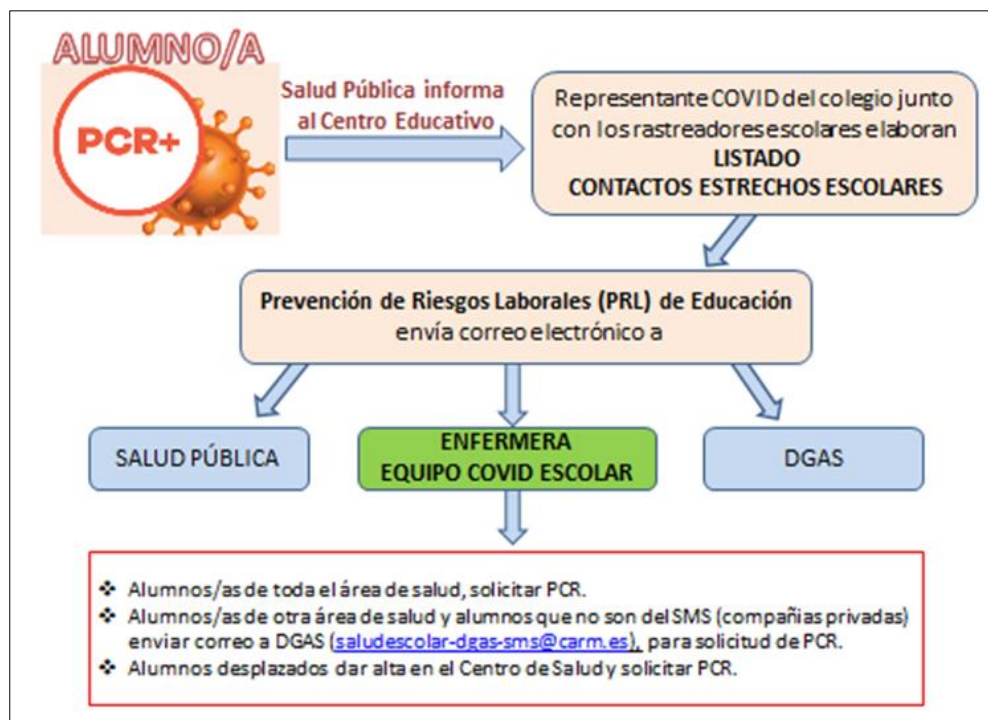 ALUMNO/A
PCR+
Salud Pública informa
al Centro Educativo
Representante COVID del colegio junto
con los rastreadores escolares elaboran
LISTADO
CONTACTOS ESTRECHOS ESCOLARES
Prevención de Riesgos Laborales (PRL) de Educación
envía correo electrónico a
SALUD PÚBLICA
ENFERMERA
EQUIPO COVID ESCOLAR
DGAS
❖ Alumnos/as de toda el área de salud, solicitar PCR.
❖ Alumnos/as de otra área de salud y alumnos que no son del SMS (compañias privadas)
enviar correo a DGAS (saludescolar-dgas-sms@carm.es), para solicitud de PCR.
❖ Alumnos desplazados dar alta en el Centro de Salud y solicitar PCR.